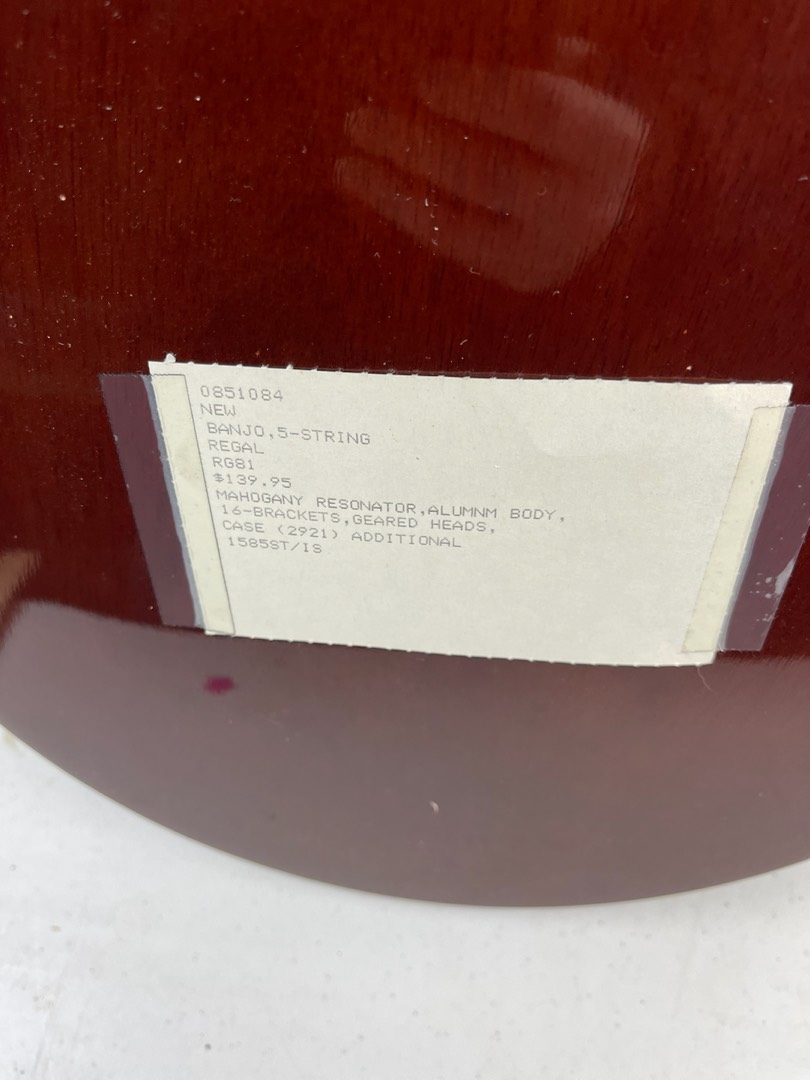 0851084
NEW
BANJO,5-STRING
REGAL
RG81
$139.95
MAHOGANY RESONATOR,ALUMNM BODY,
16-BRACKETS,GEARED HEADS,
CASE (2921) ADDITIONAL
1585ST/IS